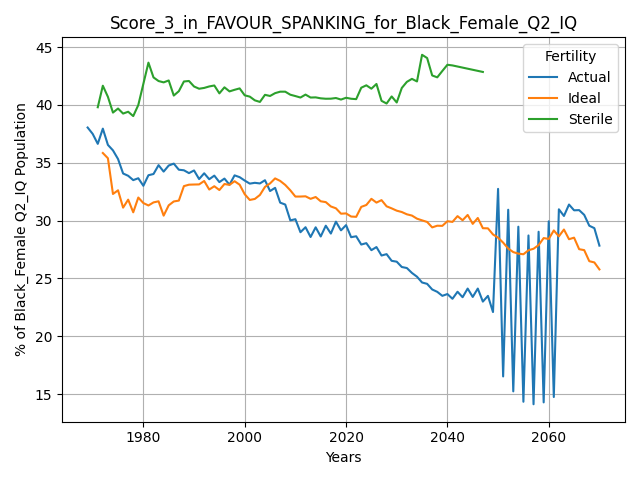 Score_3_in_FAVOUR_SPANKING_for_Black_Female_Q2_IQ
Fertility
Actual
Ideal
Sterile
% of Black_Female Q2_IQ Population
45
40
35
30
25
20
15
1980
2000
2020
2040
2060
Years